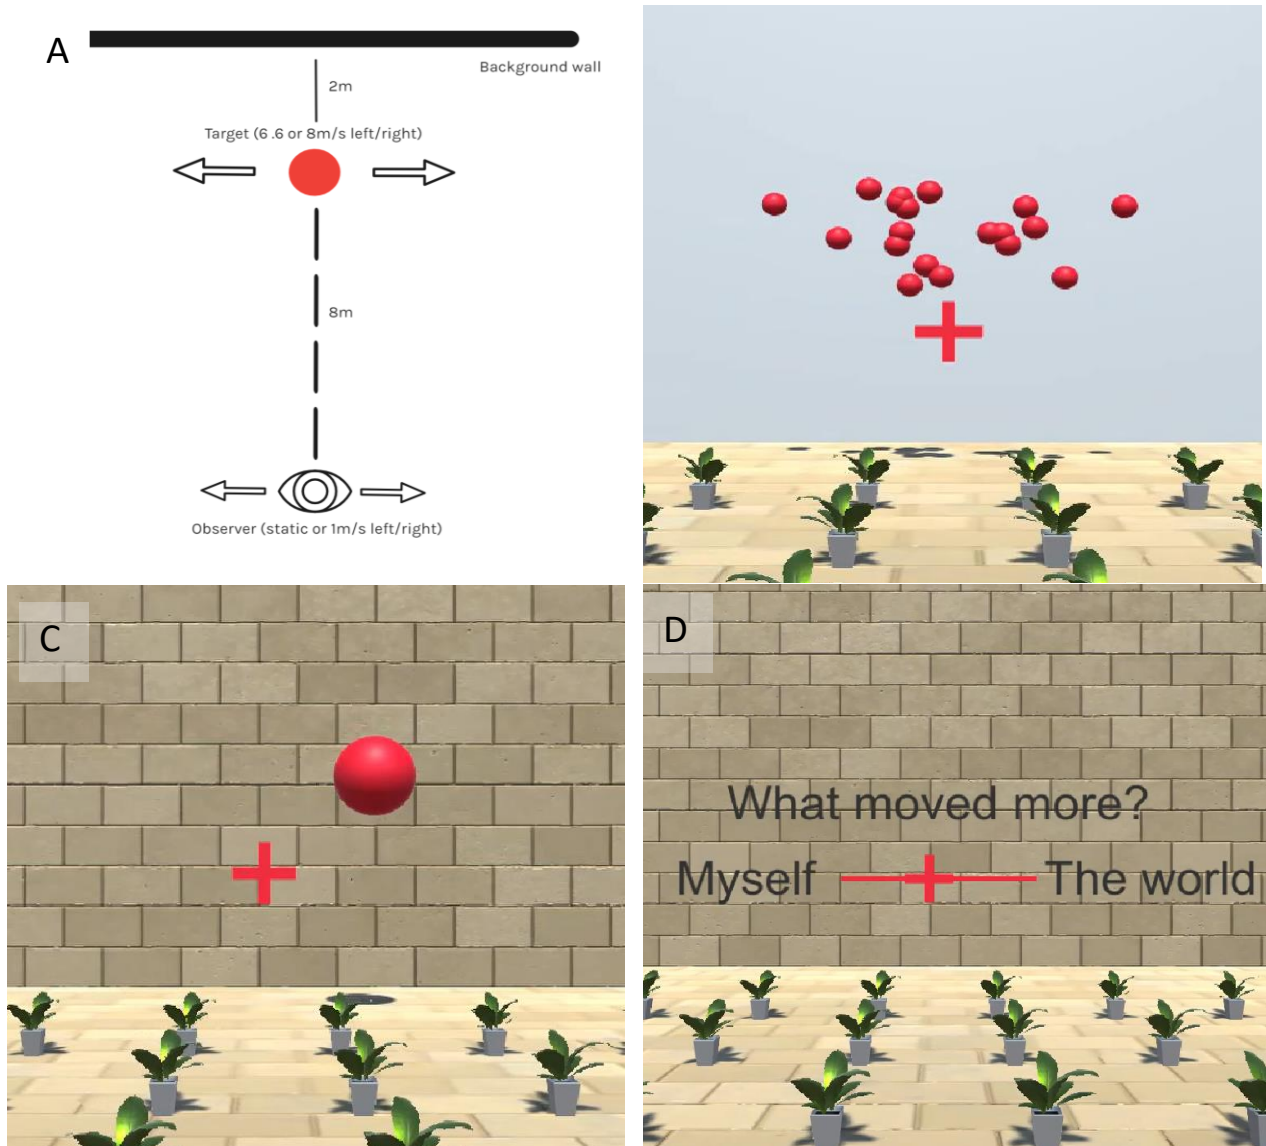 A
Background wall
2m
Target (6.6 or 8m/s left/right)
8m
Observer (static or 1m/s left/right)
C
D
What moved more?
Myself
The world